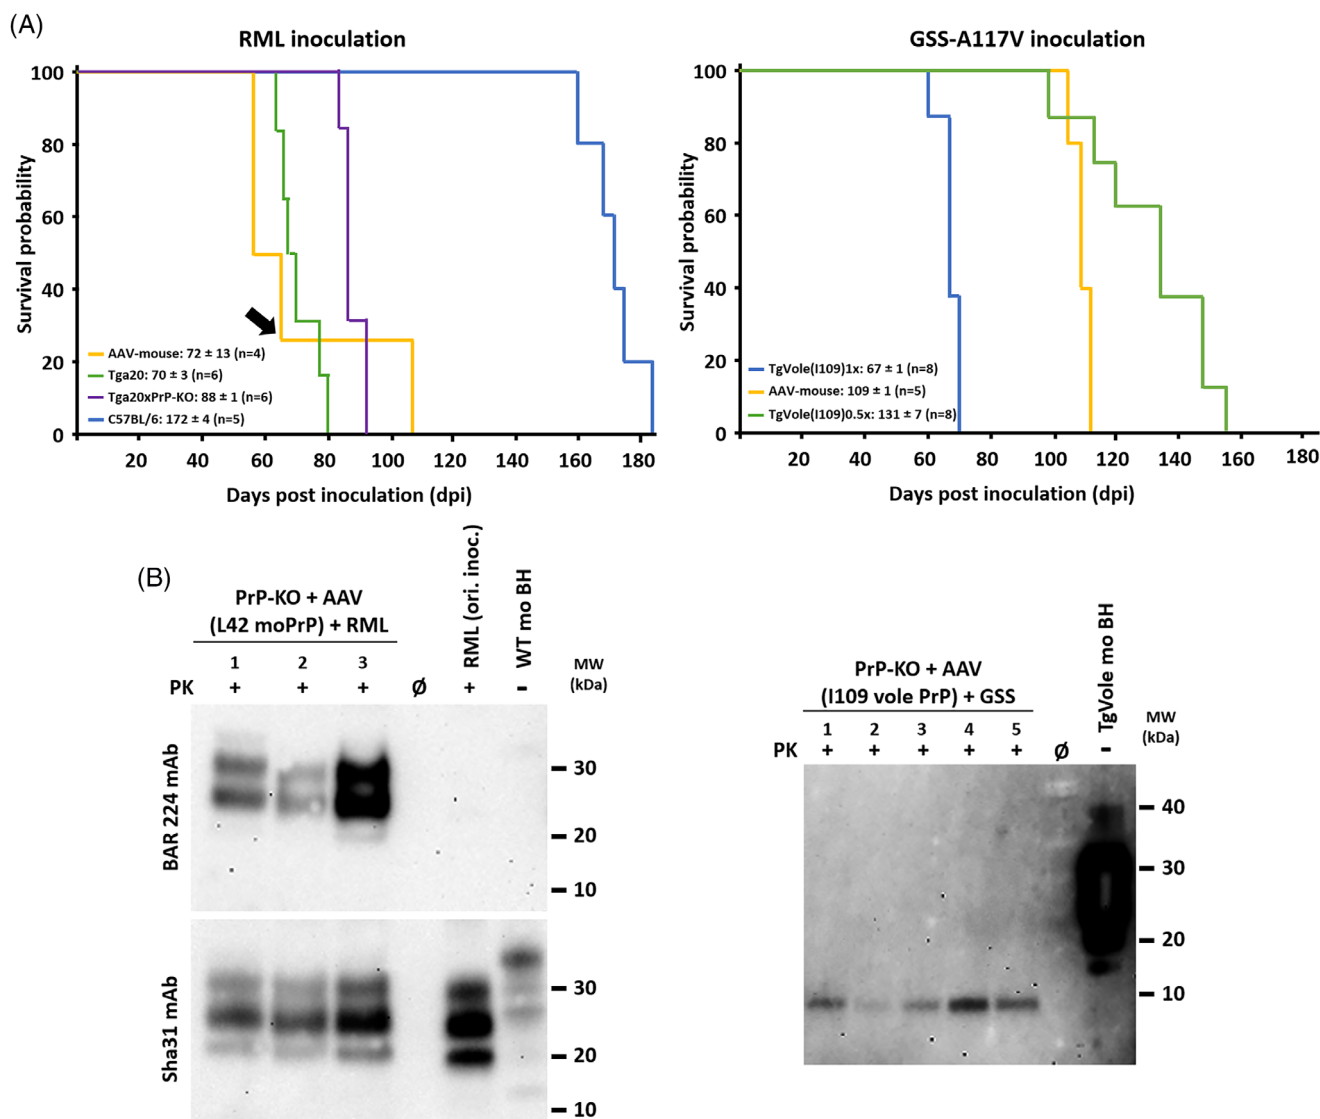 (A)
RML inoculation
Survival probability
100
80
60
40
20
0
AAV-mouse: 72 ± 13 (n=4)
Tga20: 70 ± 3 (n=6)
Tga20xPrP-KO: 88 ± 1 (n=6)
C57BL/6: 172 ± 4 (n=5)
20 40 60 80 100 120 140 160 180
Days post inoculation (dpi)
GSS-A117V inoculation
Survival probability
100
80
60
40
20
0
TgVole(I109)1x: 67 ± 1 (n=8)
AAV-mouse: 109 ± 1 (n=5)
TgVole(I109)0.5x: 131 ± 7 (n=8)
20 40 60 80 100 120 140 160 180
Days post inoculation (dpi)
(B)
PrP-KO + AAV
(L42 moPrP) + RML
RML (ori. inoc.)
WT mo BH
1 2 3
MW
(kDa)
PK + + + Ø + -
BAR 224 mAb
30
20
10
Sha31 mAb
30
20
10
PrP-KO + AAV
(I109 vole PrP) + GSS
TgVole mo BH
1 2 3 4 5
MW
(kDa)
PK + + + + + Ø -
40
30
20
10